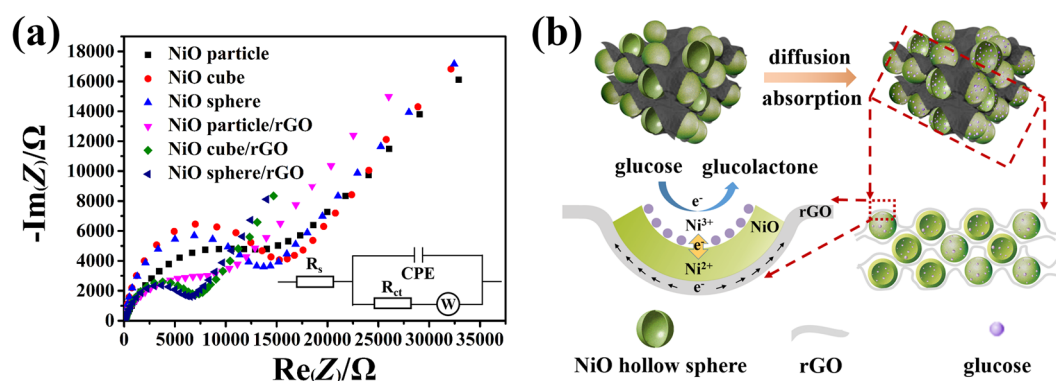 (a)
-Im(Z)/Ω
18000
16000
14000
12000
10000
8000
6000
4000
2000
0
NiO particle
NiO cube
NiO sphere
NiO particle/rGO
NiO cube/rGO
NiO sphere/rGO
Rs
CPE
Rct
W
0 5000 10000 15000 20000 25000 30000 35000
Re(Z)/Ω
(b)
diffusion
absorption
glucose glucolactone
e-
Ni3+
NiO
rGO
e-
Ni2+
e-
NiO hollow sphere
rGO
glucose